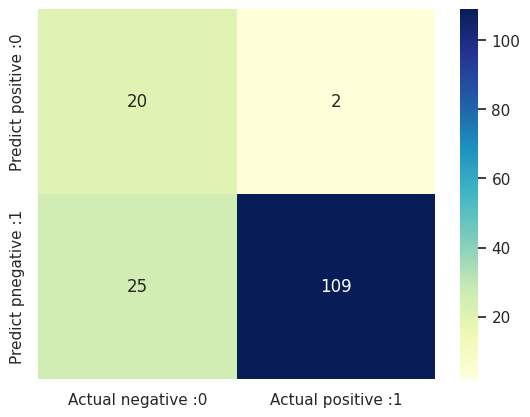 Predict positive :0
20
2
Predict pnegative :1
25
109
Actual negative :0
Actual positive :1
100
80
60
40
20